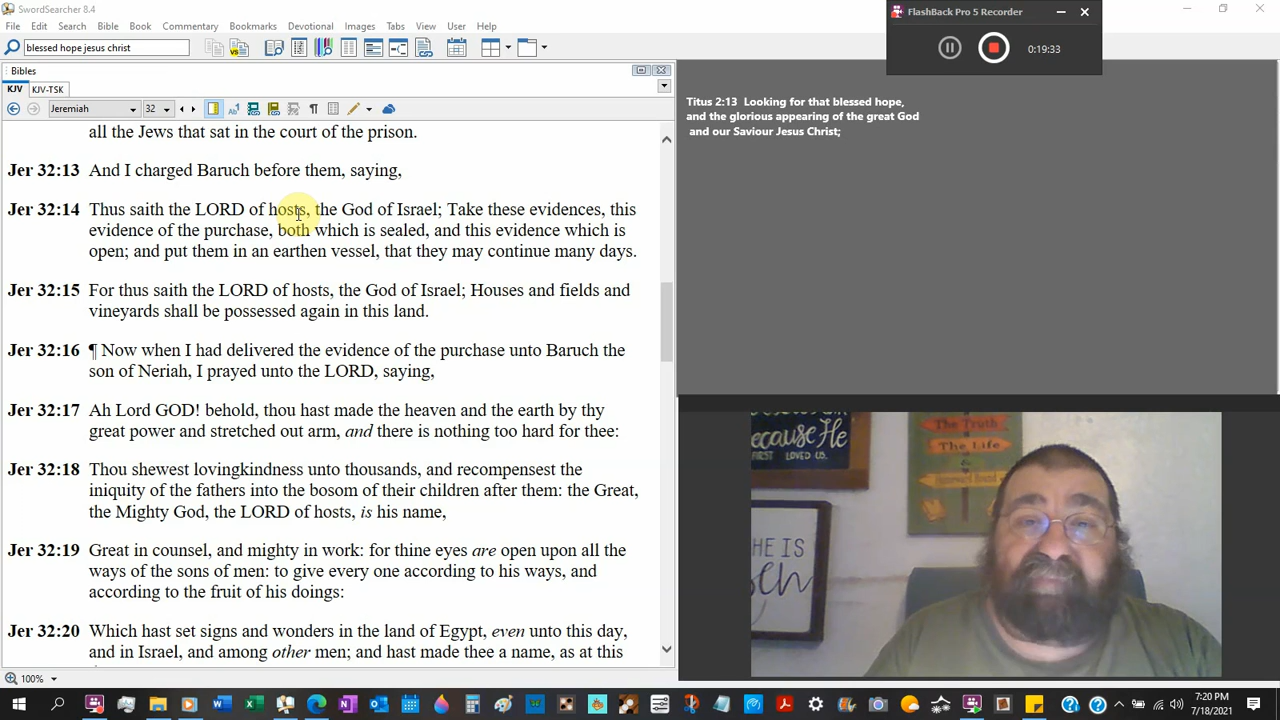 SwordSearcher 8.4
File Edit Search Bible Book Commentary Bookmarks Devotional Images Tabs View User Help
blessed hope jesus christ
VS
Bibles
KJV KJV-TSK
Jeremiah 32
all the Jews that sat in the court of the prison.
Jer 32:13 And I charged Baruch before them, saying,
Jer 32:14 Thus saith the LORD of hosts, the God of Israel; Take these evidences, this
evidence of the purchase, both which is sealed, and this evidence which is
open; and put them in an earthen vessel, that they may continue many days.
Jer 32:15 For thus saith the LORD of hosts, the God of Israel; Houses and fields and
vineyards shall be possessed again in this land.
Jer 32:16 ¶ Now when I had delivered the evidence of the purchase unto Baruch the
son of Neriah, I prayed unto the LORD, saying,
Jer 32:17 Ah Lord GOD! behold, thou hast made the heaven and the earth by thy
great power and stretched out arm, and there is nothing too hard for thee:
Jer 32:18 Thou shewest lovingkindness unto thousands, and recompensest the
iniquity of the fathers into the bosom of their children after them: the Great,
the Mighty God, the LORD of hosts, is his name,
Jer 32:19 Great in counsel, and mighty in work: for thine eyes are open upon all the
ways of the sons of men: to give every one according to his ways, and
according to the fruit of his doings:
Jer 32:20 Which hast set signs and wonders in the land of Egypt, even unto this day,
and in Israel, and among other men; and hast made thee a name, as at this
100%
FlashBack Pro 5 Recorder
0:19:33
Titus 2:13 Looking for that blessed hope,
and the glorious appearing of the great God
and our Saviour Jesus Christ;
ecause He
FIRST LOVED US.
The Truth
The Life
HE IS
7:20 PM
7/18/2021